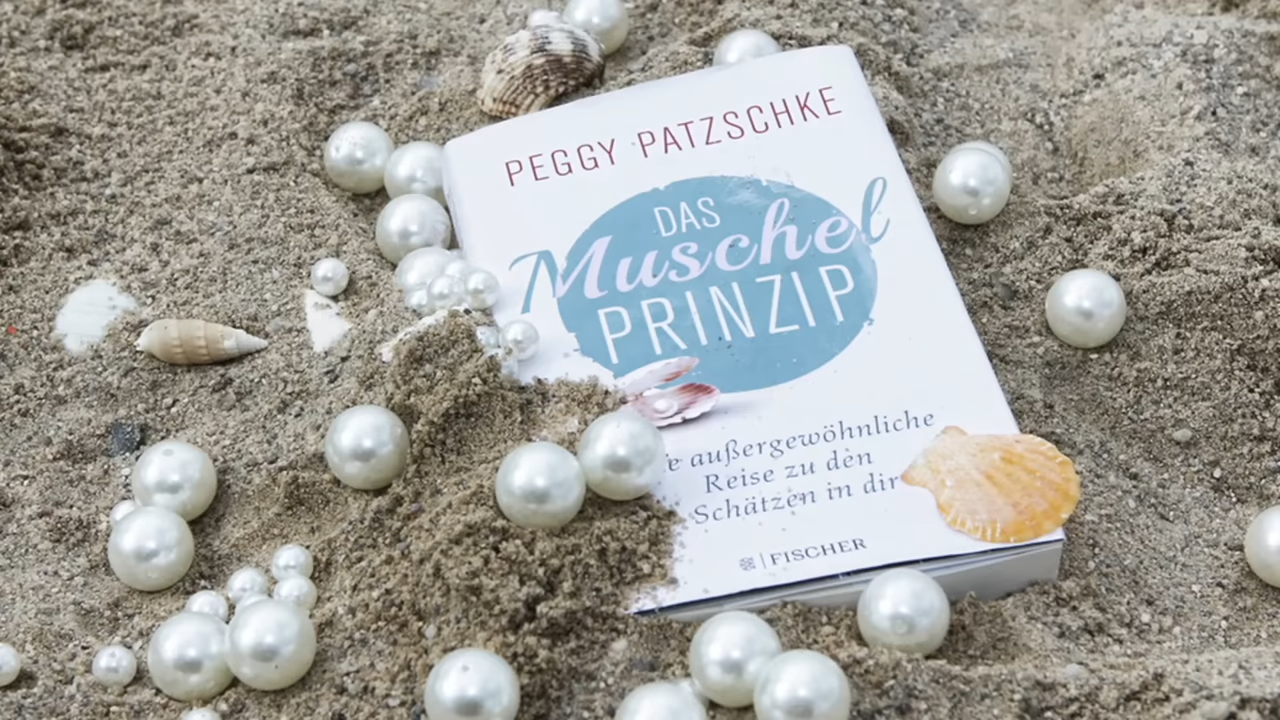 PEGGY PATZSCHKE
DAS
Muschel
PRINZIP
außergewöhnliche
Reise zu den
Schätzen in dir
FISCHER